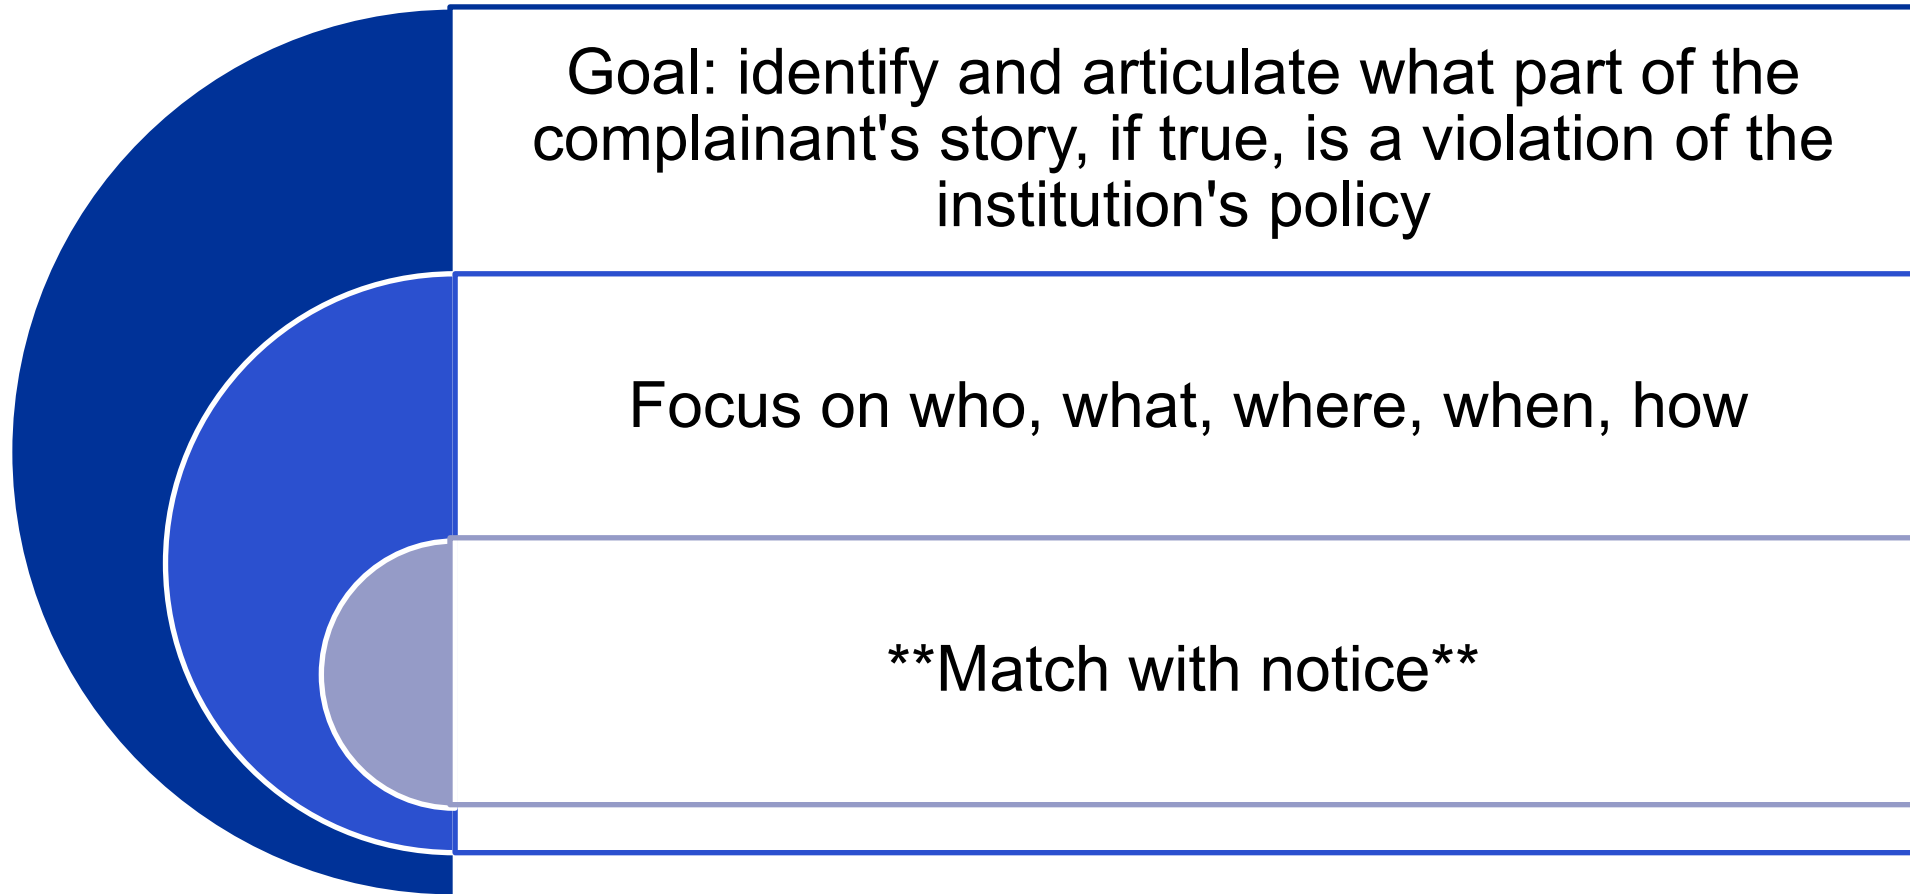 Goal: identify and articulate what part of the
complainant's story, if true, is a violation of the
institution's policy
Focus on who, what, where, when, how
**Match with notice**